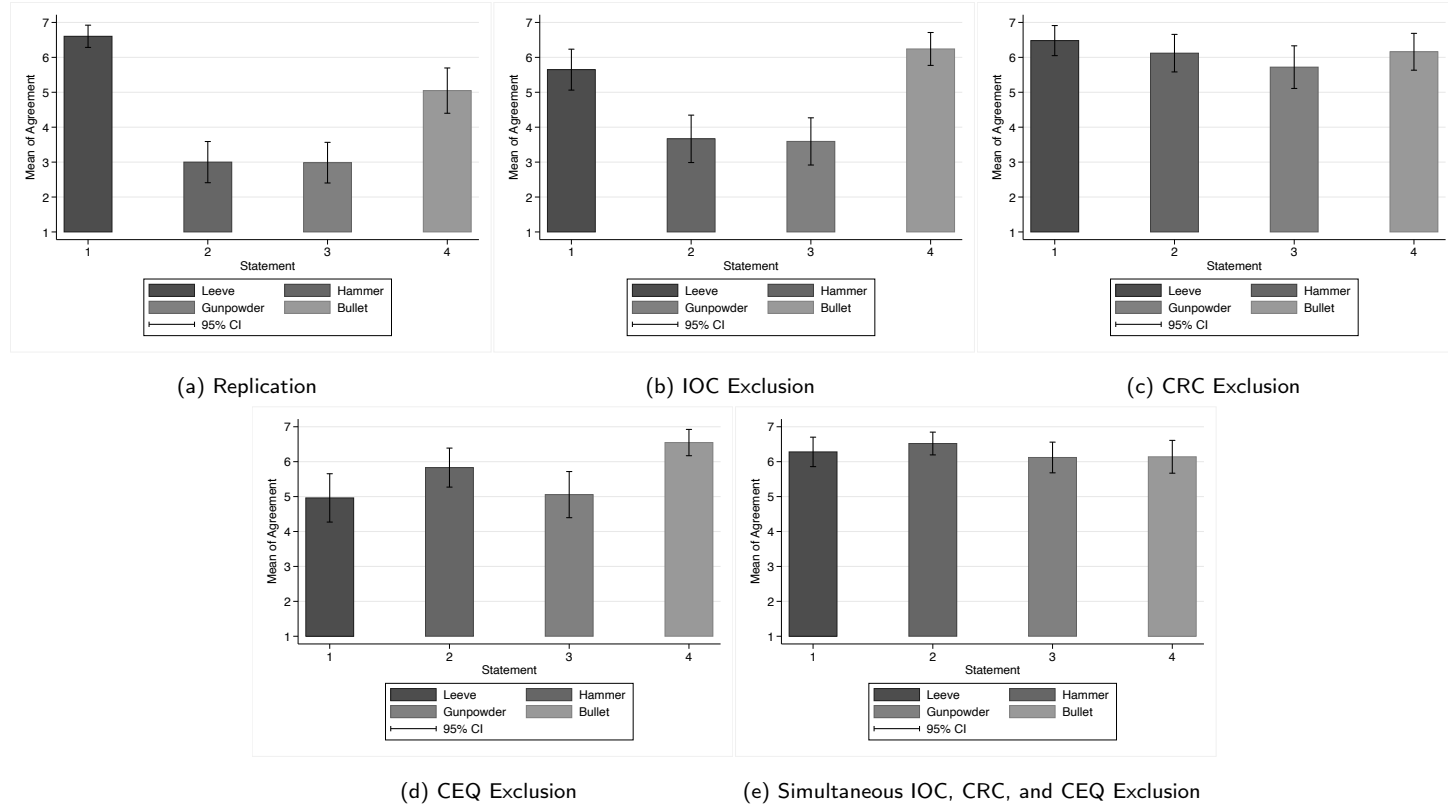 Mean of Agreement
7
6
5
4
3
2
1
1 2 3 4
Statement
Leeve Hammer
Gunpowder Bullet
95% CI
(a) Replication
Mean of Agreement
7
6
5
4
3
2
1
1 2 3 4
Statement
Leeve Hammer
Gunpowder Bullet
95% CI
(b) IOC Exclusion
Mean of Agreement
7
6
5
4
3
2
1
1 2 3 4
Statement
Leeve Hammer
Gunpowder Bullet
95% CI
(c) CRC Exclusion
Mean of Agreement
7
6
5
4
3
2
1
1 2 3 4
Statement
Leeve Hammer
Gunpowder Bullet
95% CI
(d) CEQ Exclusion
Mean of Agreement
7
6
5
4
3
2
1
1 2 3 4
Statement
Leeve Hammer
Gunpowder Bullet
95% CI
(e) Simultaneous IOC, CRC, and CEQ Exclusion